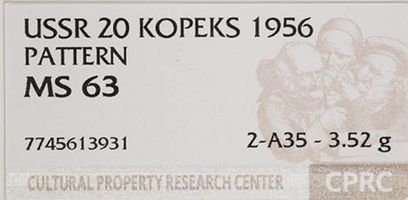 USSR 20 KOPEKS 1956
PATTERN
MS 63
7745613931 2-A35 - 3.52 g
CULTURAL PROPERTY RESEARCH CENTER CPRC